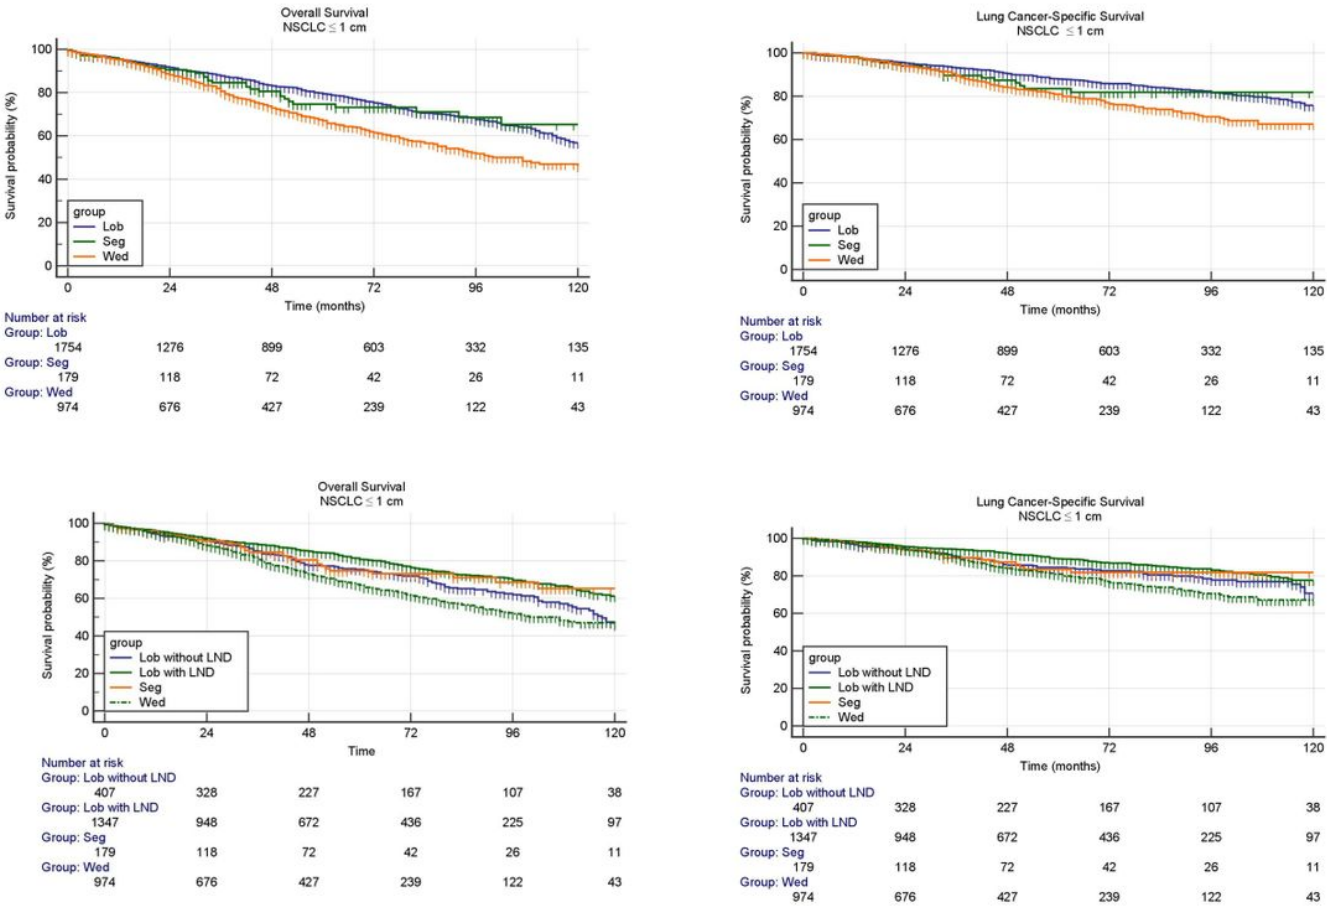 Overall Survival
NSCLC ≤ 1 cm
Survival probability (%)
100
80
60
40
20
0
group
Lob
Seg
Wed
0 24 48 72 96 120
Time (months)
Number at risk
Group: Lob
1754 1276 899 603 332 135
Group: Seg
179 118 72 42 26 11
Group: Wed
974 676 427 239 122 43
Lung Cancer-Specific Survival
NSCLC ≤ 1 cm
Survival probability (%)
100
80
60
40
20
0
group
Lob
Seg
Wed
0 24 48 72 96 120
Time (months)
Number at risk
Group: Lob
1754 1276 899 603 332 135
Group: Seg
179 118 72 42 26 11
Group: Wed
974 676 427 239 122 43
Overall Survival
NSCLC ≤ 1 cm
Survival probability (%)
100
80
60
40
20
0
group
Lob without LND
Lob with LND
Seg
Wed
0 24 48 72 96 120
Time
Number at risk
Group: Lob without LND
407 328 227 167 107 38
Group: Lob with LND
1347 948 672 436 225 97
Group: Seg
179 118 72 42 26 11
Group: Wed
974 676 427 239 122 43
Lung Cancer-Specific Survival
NSCLC ≤ 1 cm
Survival probability (%)
100
80
60
40
20
0
group
Lob without LND
Lob with LND
Seg
Wed
0 24 48 72 96 120
Time (months)
Number at risk
Group: Lob without LND
407 328 227 167 107 38
Group: Lob with LND
1347 948 672 436 225 97
Group: Seg
179 118 72 42 26 11
Group: Wed
974 676 427 239 122 43